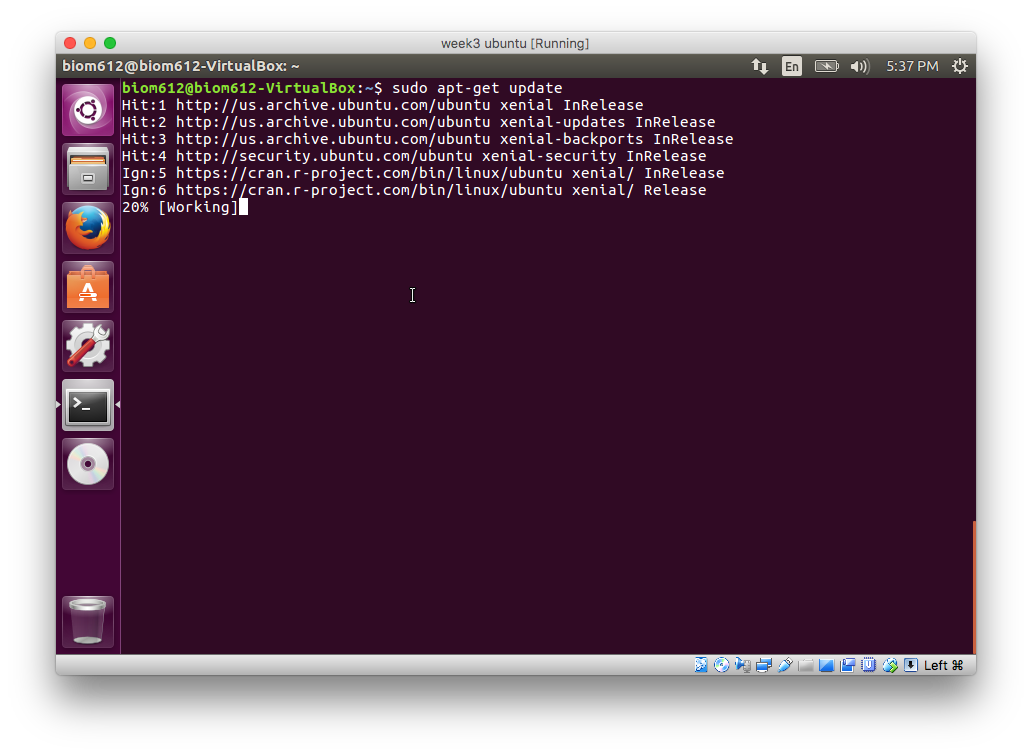 week3 ubuntu [Running]
biom612@biom612-VirtualBox: ~
En
5:37 PM
biom612@biom612-VirtualBox:~$ sudo apt-get update
Hit:1 http://us.archive.ubuntu.com/ubuntu xenial InRelease
Hit:2 http://us.archive.ubuntu.com/ubuntu xenial-updates InRelease
Hit:3 http://us.archive.ubuntu.com/ubuntu xenial-backports InRelease
Hit:4 http://security.ubuntu.com/ubuntu xenial-security InRelease
Ign:5 https://cran.r-project.com/bin/linux/ubuntu xenial/ InRelease
Ign:6 https://cran.r-project.com/bin/linux/ubuntu xenial/ Release
20% [Working]
Left ⌘